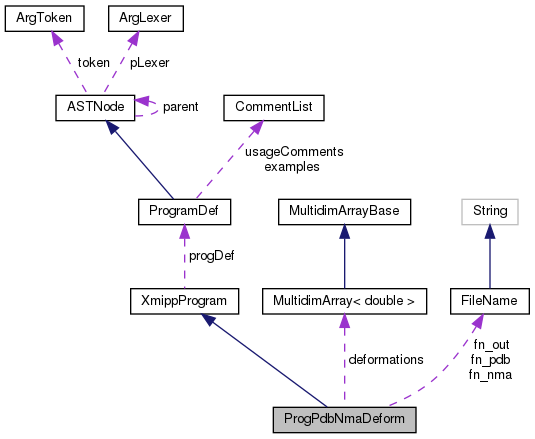 ArgToken
ArgLexer
token
pLexer
ASTNode
parent
CommentList
usageComments
examples
ProgramDef
MultidimArrayBase
String
progDef
XmippProgram
MultidimArray< double >
FileName
deformations
fn_out
fn_pdb
fn_nma
ProgPdbNmaDeform